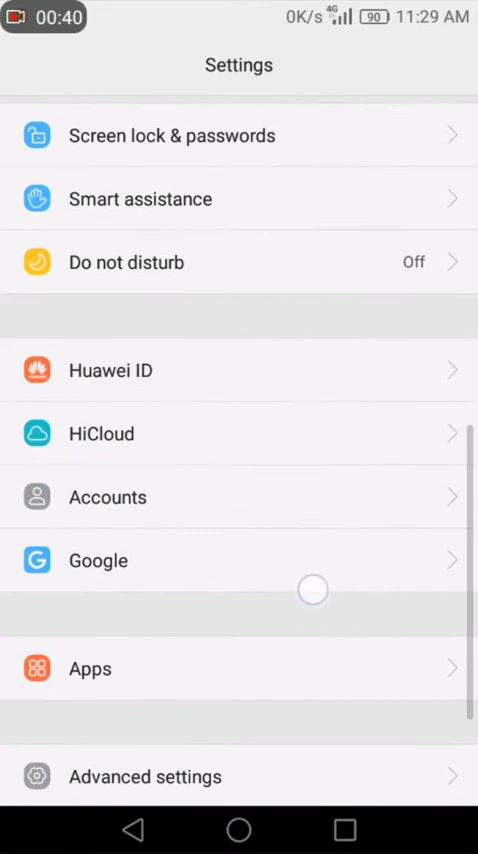 00:40 0K/s 4G 90 11:29 AM
Settings
Screen lock & passwords
Smart assistance
Do not disturb Off
Huawei ID
HiCloud
Accounts
Google
Apps
Advanced settings